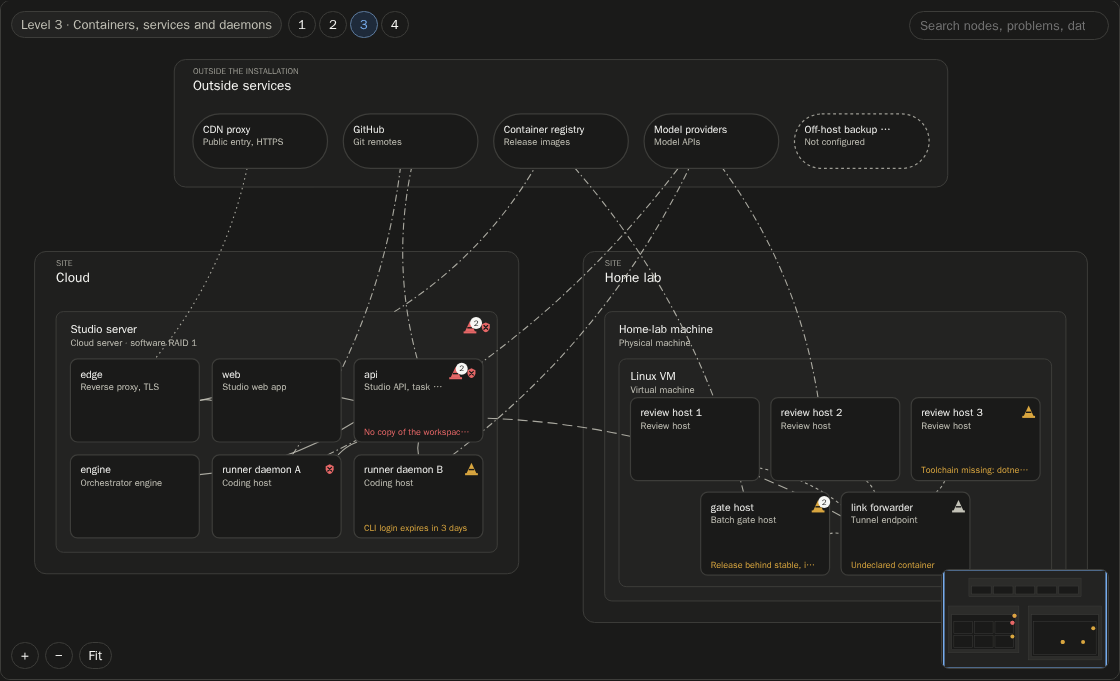 Level 3 · Containers, services and daemons
1
2
3
4
Search nodes, problems, dat
OUTSIDE THE INSTALLATION
Outside services
CDN proxy
Public entry, HTTPS
GitHub
Git remotes
Container registry
Release images
Model providers
Model APIs
Off-host backup ···
Not configured
SITE
Cloud
Studio server
Cloud server · software RAID 1
2
edge
Reverse proxy, TLS
web
Studio web app
api
Studio API, task ···
2
No copy of the workspac···
engine
Orchestrator engine
runner daemon A
Coding host
runner daemon B
Coding host
CLI login expires in 3 days
SITE
Home lab
Home-lab machine
Physical machine
Linux VM
Virtual machine
review host 1
Review host
review host 2
Review host
review host 3
Review host
Toolchain missing: dotne···
gate host
Batch gate host
2
Release behind stable, i···
link forwarder
Tunnel endpoint
Undeclared container
+
−
Fit